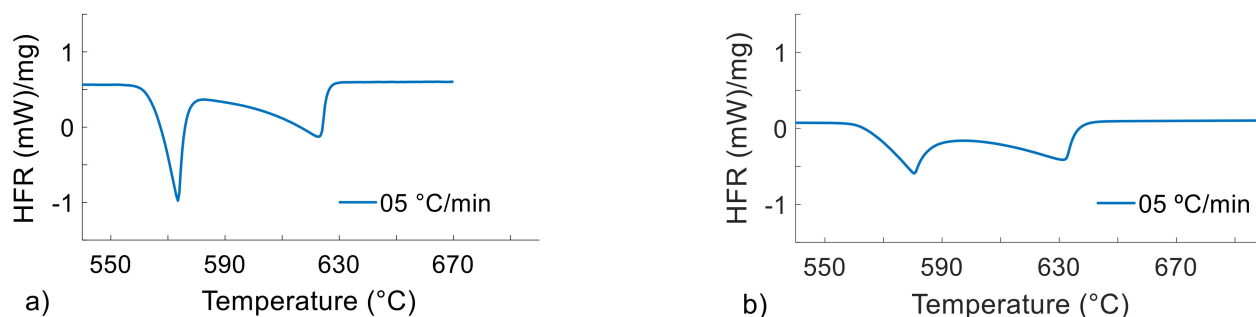 HFR (mW)/mg
1
0
-1
05 °C/min
550
590
630
670
Temperature (°C)
a)
HFR (mW)/mg
1
0
-1
05 ºC/min
550
590
630
670
Temperature (°C)
b)